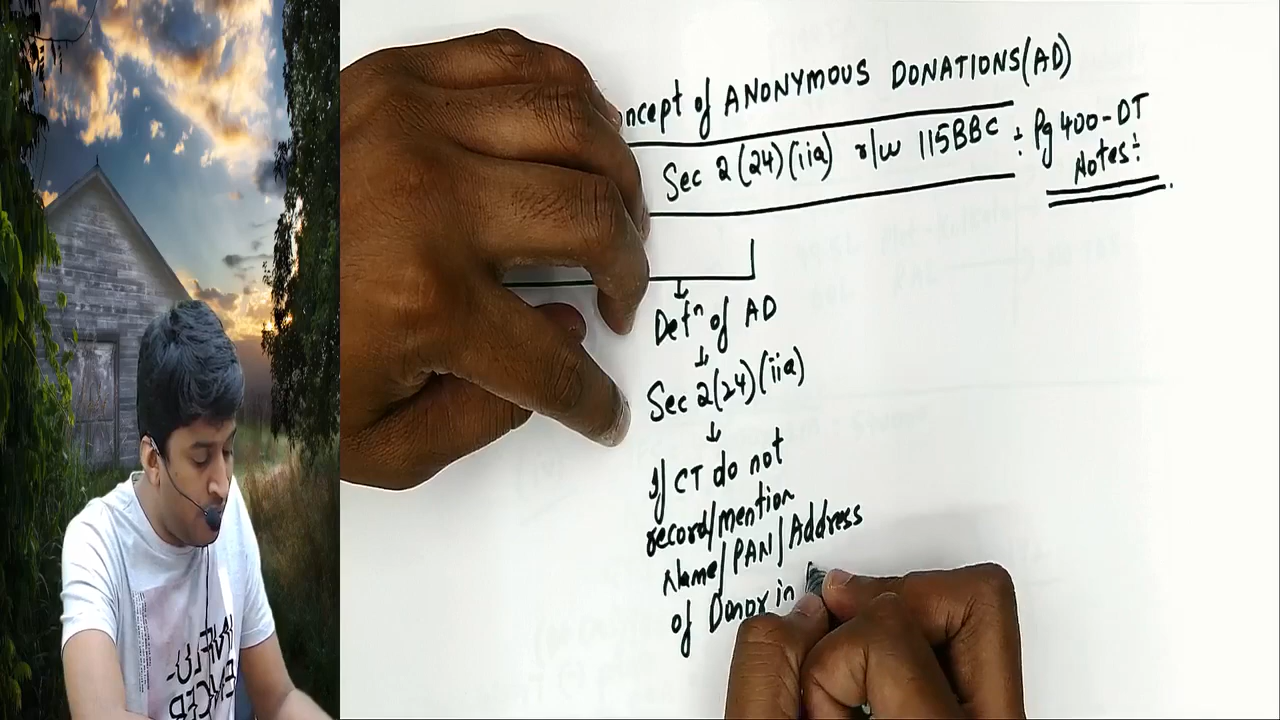 ncept of ANONYMOUS DONATIONS (AD)
Sec 2(24)(iia) r/w 115BBC : Pg 400-DT
Notes:
Defⁿ of AD
Sec 2(24)(iia)
If CT do not
record/mention
Name/PAN/Address
of Donor in